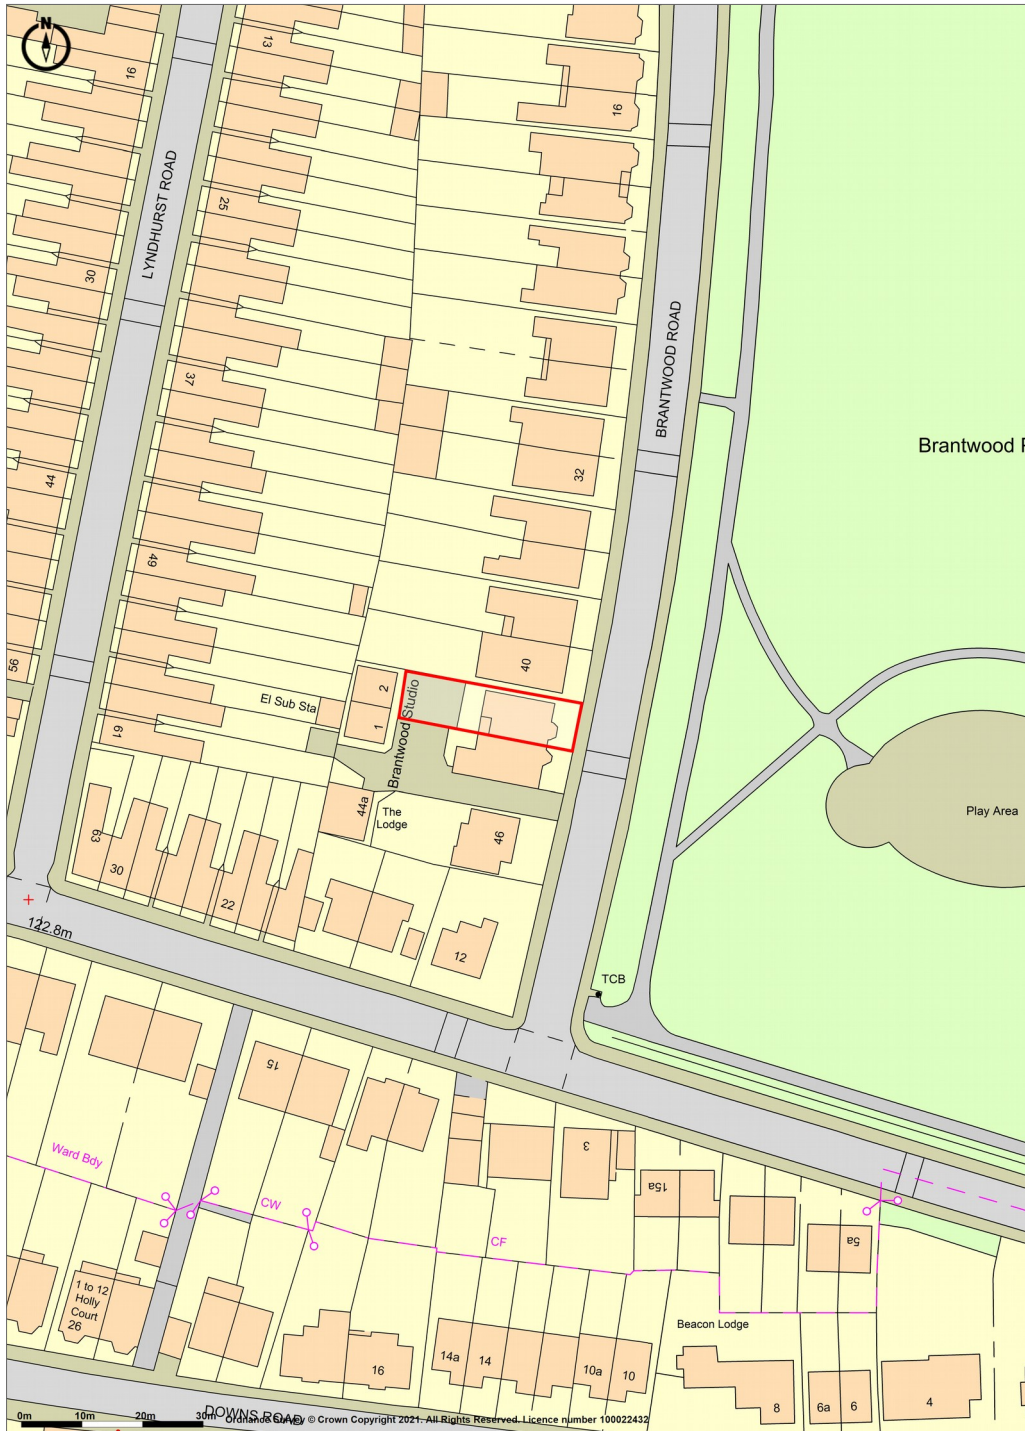 N
13
16
16
LYNDHURST ROAD
25
30
BRANTWOOD ROAD
37
Brantwood
32
44
49
40
56
2
El Sub Sta
1
Brantwood Studio
61
44a
The
Lodge
46
Play Area
63
30
22
12
122.8m
TCB
15
3
Ward Bdy
15a
CW
CF
5a
1 to 12
Holly
Court
26
Beacon Lodge
14a
14
10a
10
16
8
6a
6
4
DOWNS ROAD
0m
10m
20m
30m
Ordnance Survey © Crown Copyright 2021. All Rights Reserved. Licence number 100022432